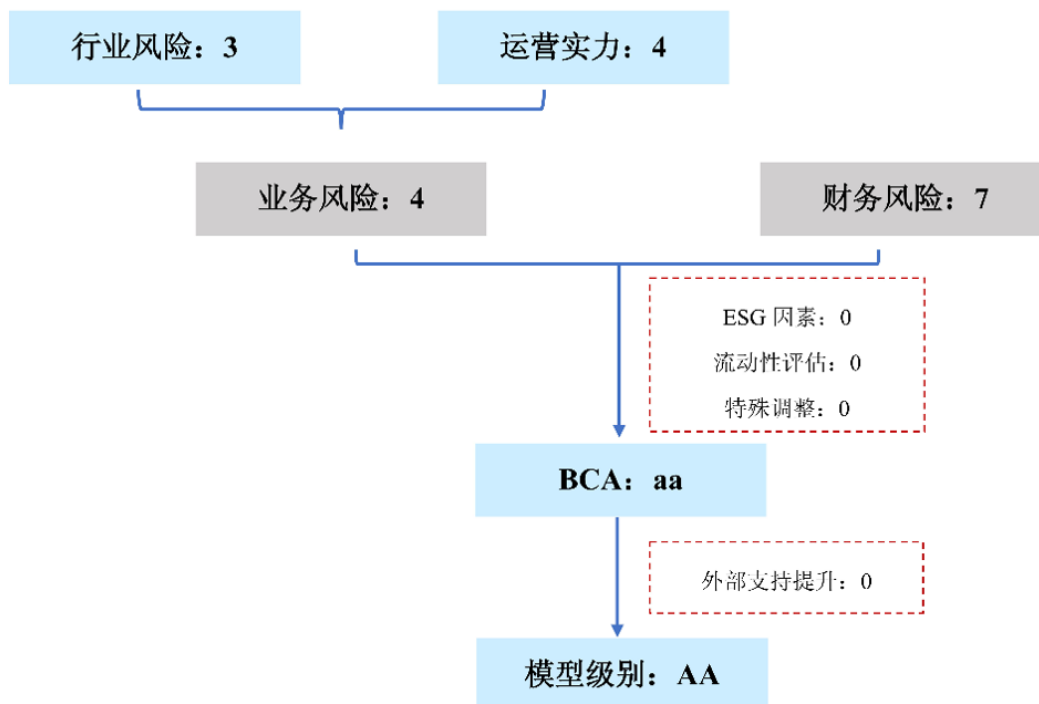 行业风险：3
运营实力：4
业务风险：4
财务风险：7
ESG 因素：0
流动性评估：0
特殊调整：0
BCA：aa
外部支持提升：0
模型级别：AA